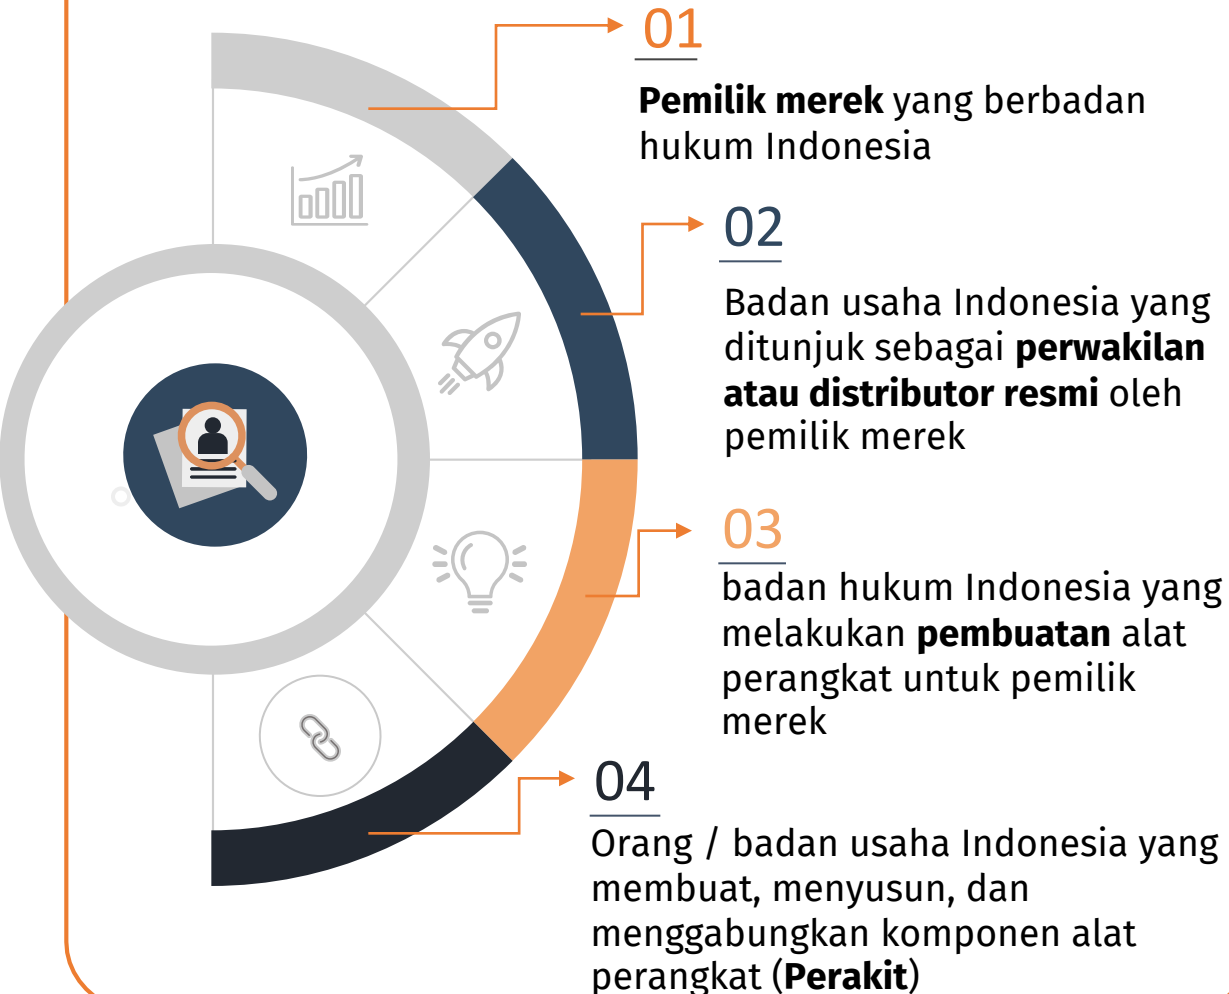 01
Pemilik merek yang berbadan
hukum Indonesia
02
Badan usaha Indonesia yang
ditunjuk sebagai perwakilan
atau distributor resmi oleh
pemilik merek
03
badan hukum Indonesia yang
melakukan pembuatan alat
perangkat untuk pemilik
merek
04
Orang / badan usaha Indonesia yang
membuat, menyusun, dan
menggabungkan komponen alat
perangkat (Perakit)